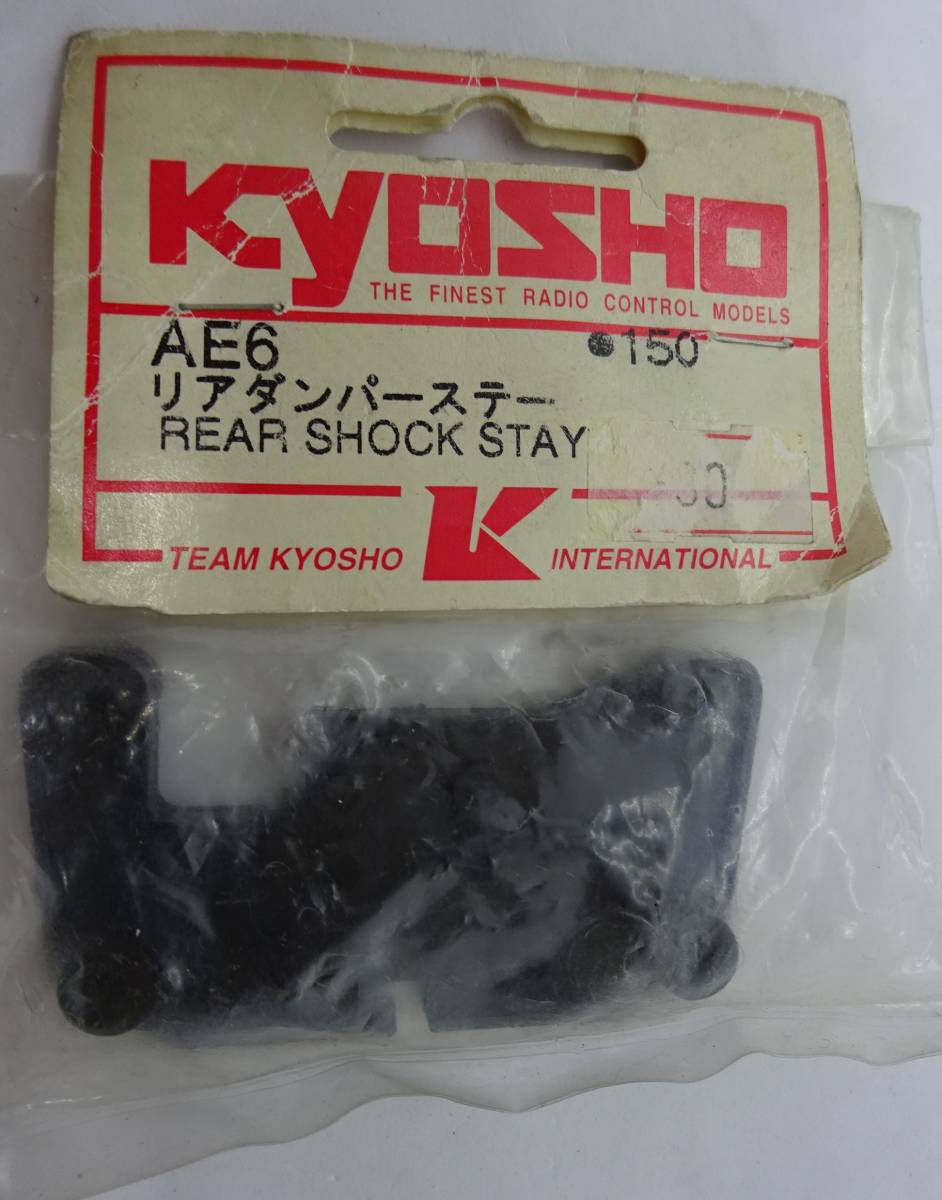 KYOSHO
THE FINEST RADIO CONTROL MODELS
AE6 ●150
リアダンパーステー
REAR SHOCK STAY
TEAM KYOSHO K INTERNATIONAL